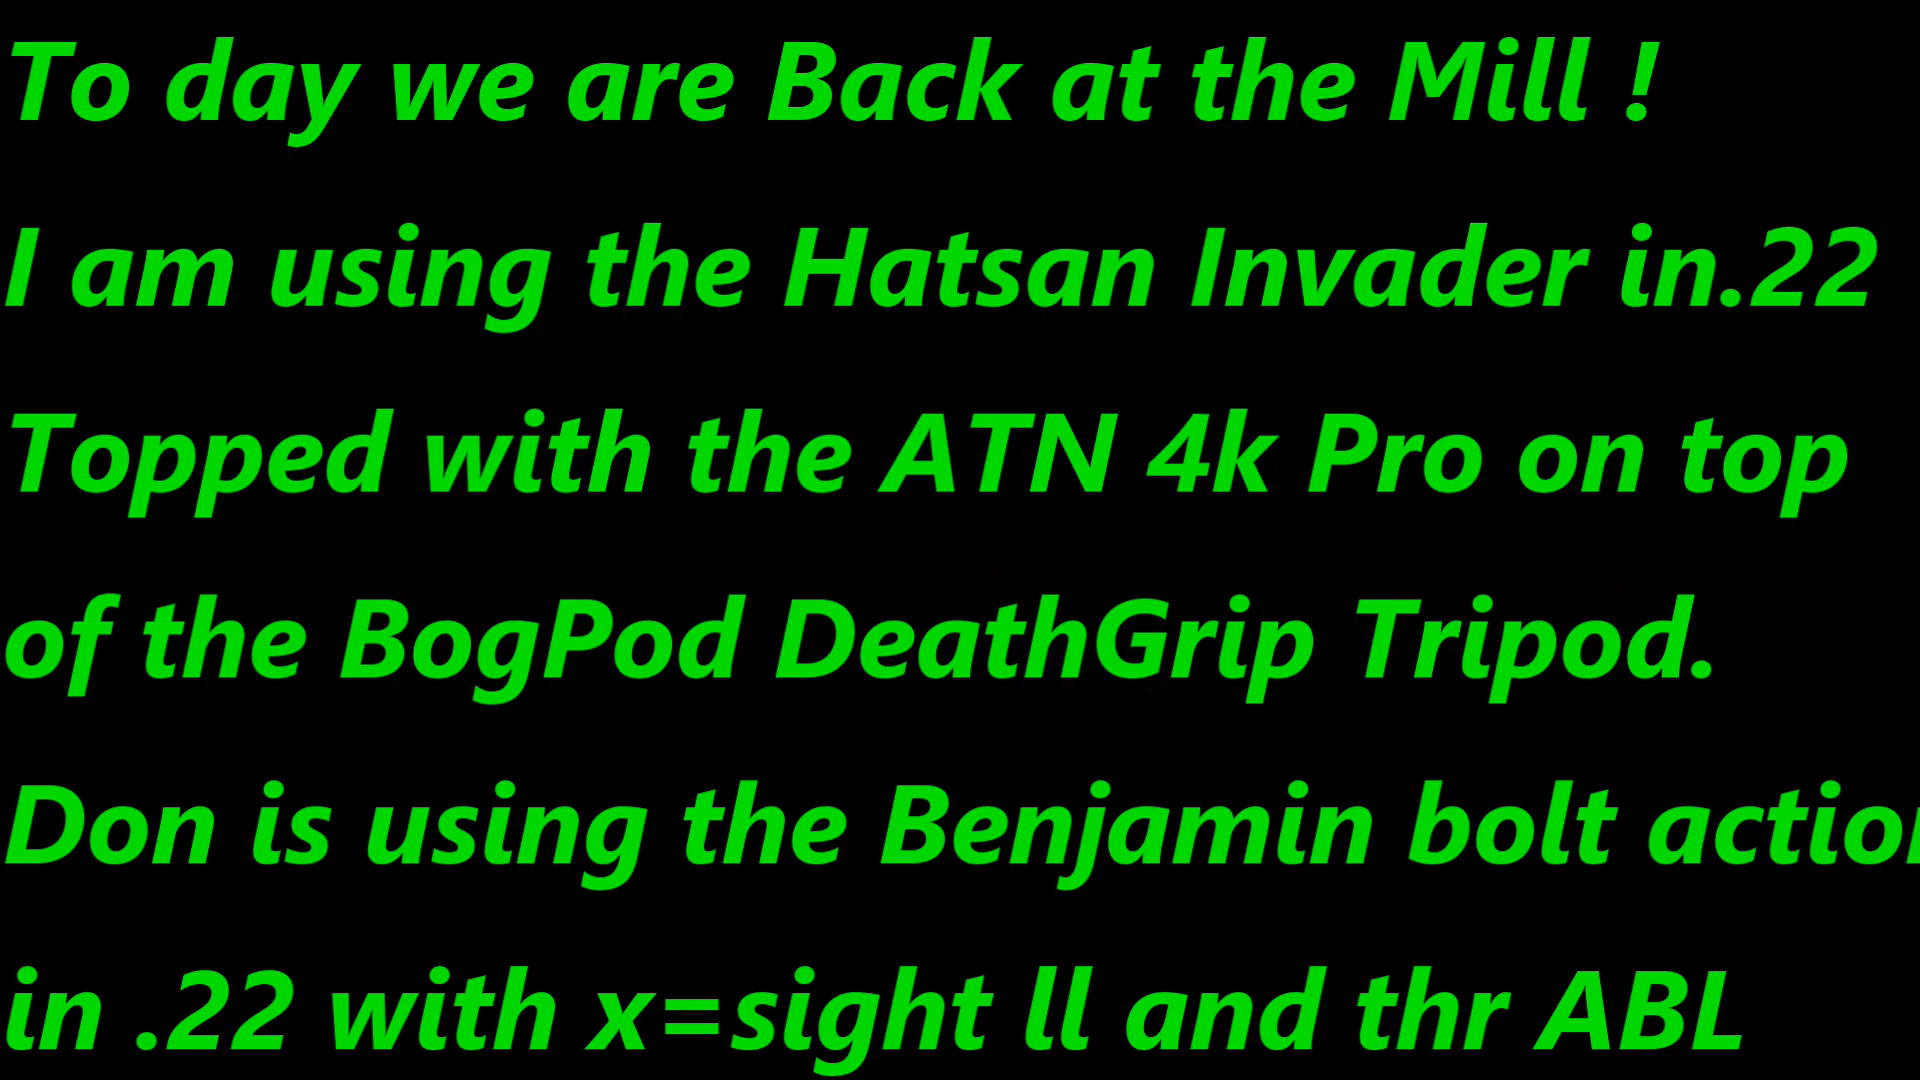 To day we are Back at the Mill !
I am using the Hatsan Invader in.22
Topped with the ATN 4k Pro on top
of the BogPod DeathGrip Tripod.
Don is using the Benjamin bolt action
in .22 with x=sight ll and thr ABL